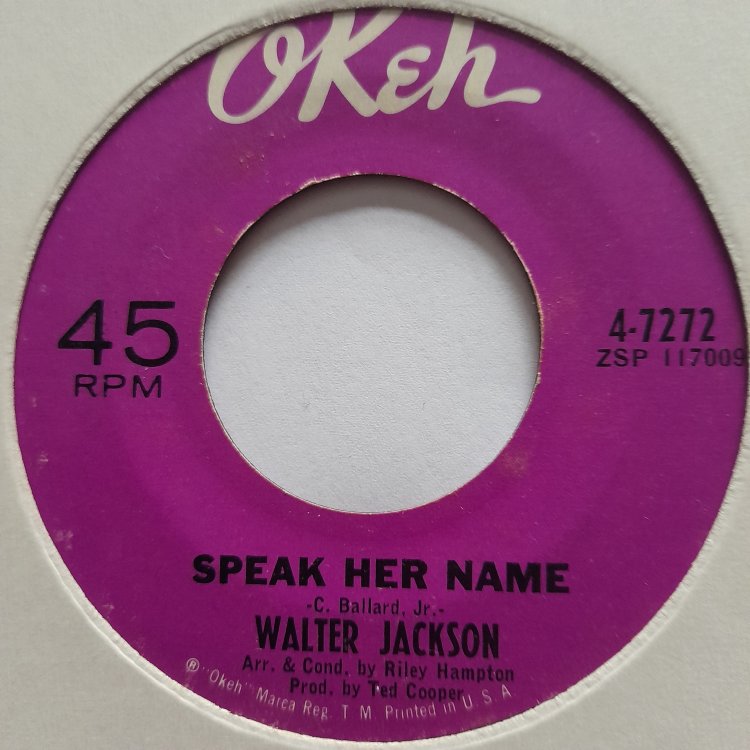 OKeh
45
RPM
4-7272
ZSP 117009
SPEAK HER NAME
-C. Ballard, Jr.-
WALTER JACKSON
Arr. & Cond. by Riley Hampton
Prod. by Ted Cooper
® "Okeh" Marca Reg. T M Printed in U S A